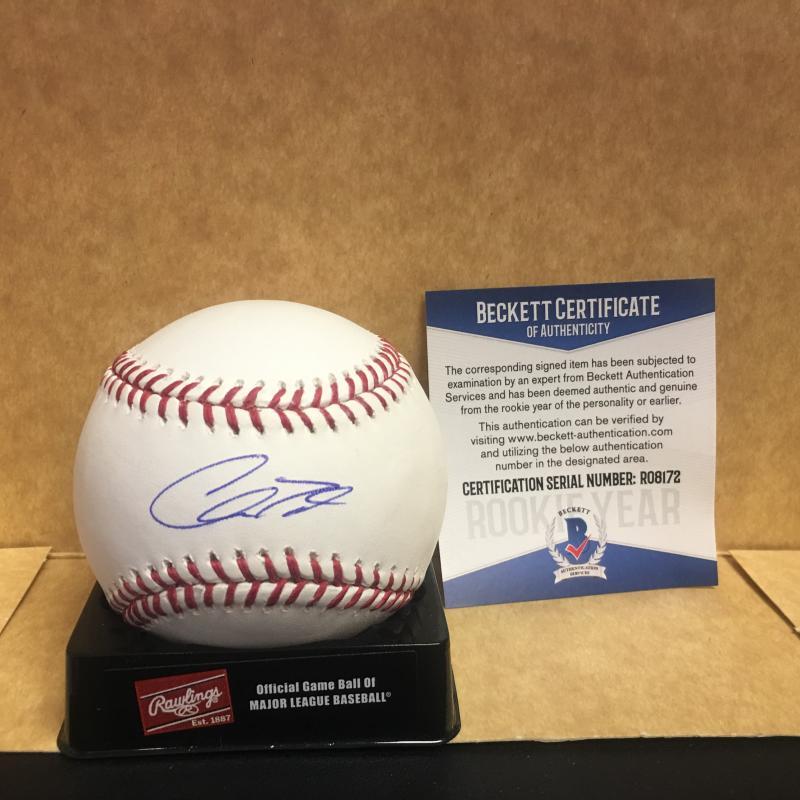 BECKETT CERTIFICATE
OF AUTHENTICITY
The corresponding signed item has been subjected to
examination by an expert from Beckett Authentication
Services and has been deemed authentic and genuine
from the rookie year of the personality or earlier.
This authentication can be verified by
visiting www.beckett-authentication.com
and utilizing the below authentication
number in the designated area.
CERTIFICATION SERIAL NUMBER: R08172
ROOKIE YEAR
BECKETT
B
AUTHENTICATION
SERVICES
Rawlings
Est. 1887
Official Game Ball Of
MAJOR LEAGUE BASEBALL®